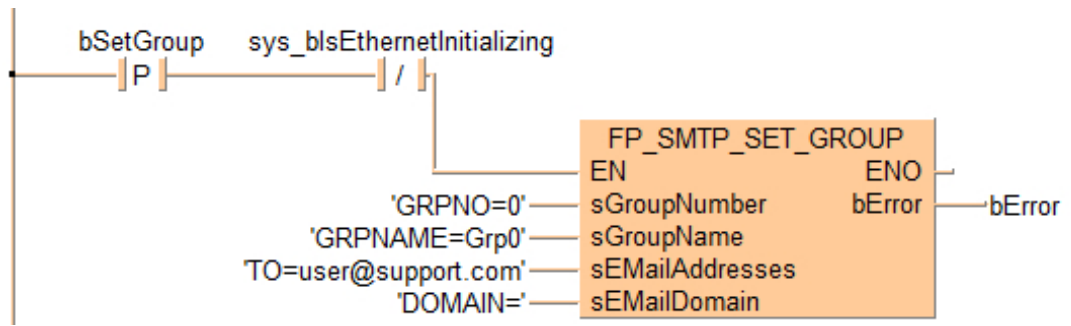 bSetGroup sys_bIsEthernetInitializing
P /
FP_SMTP_SET_GROUP
EN ENO
'GRPNO=0' sGroupNumber bError bError
'GRPNAME=Grp0' sGroupName
'TO=user@support.com' sEMailAddresses
'DOMAIN=' sEMailDomain